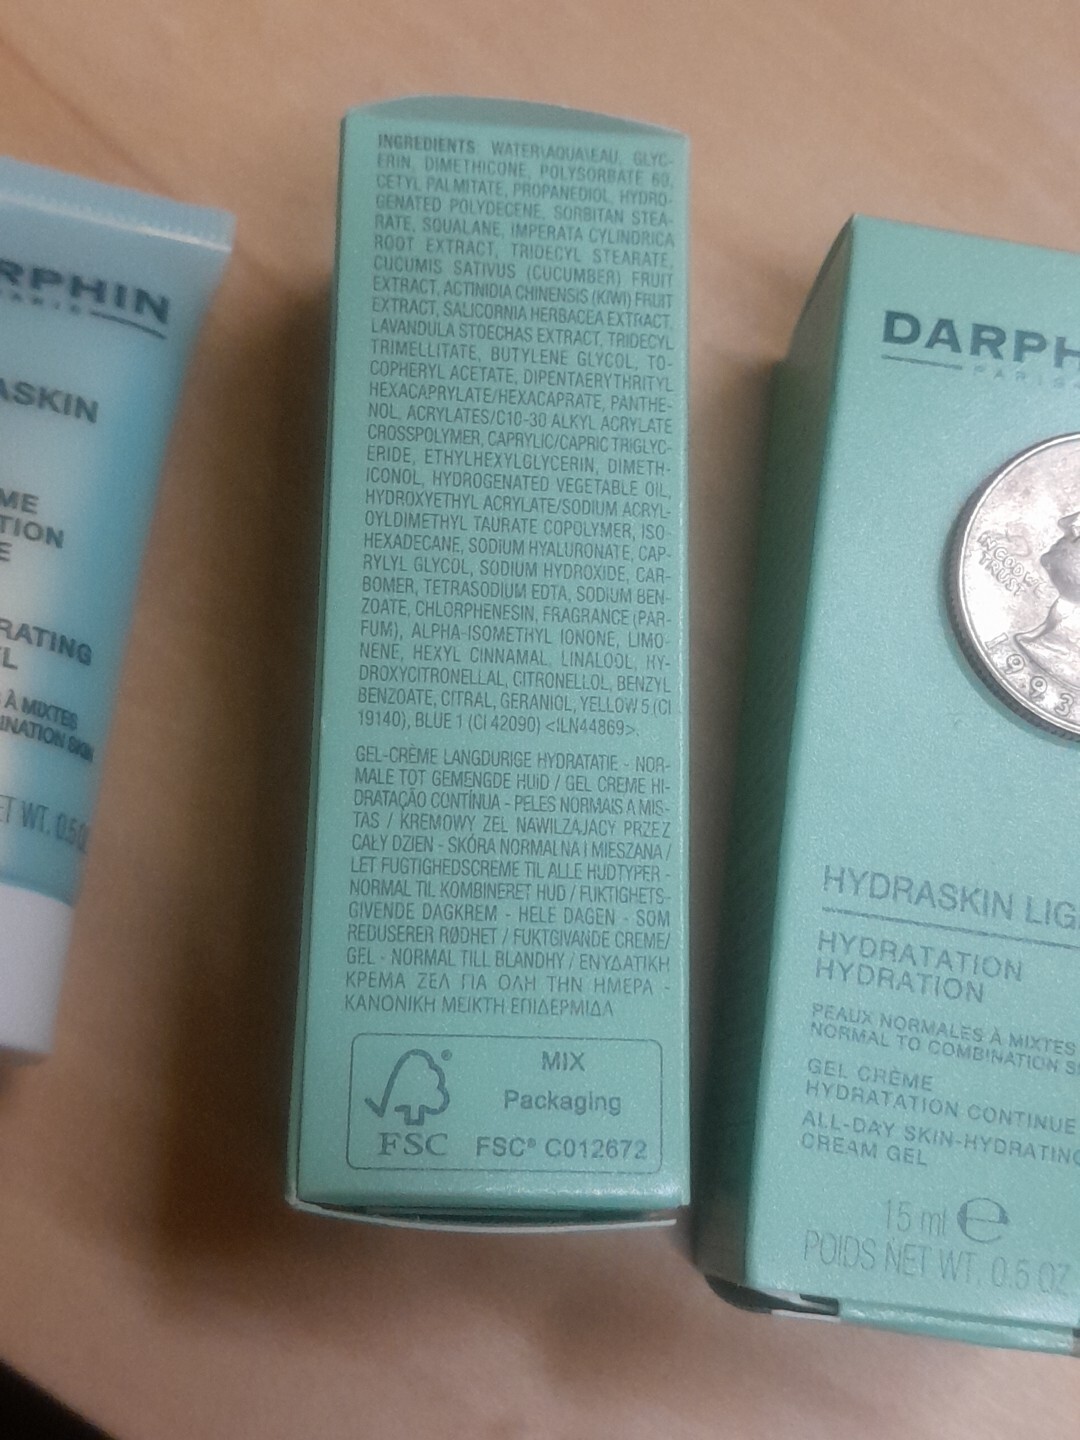 RPHIN
PARIS
ASKIN
ME
TION
E
RATING
L
À MIXTES
INATION SKIN
ET WT. 0.5
INGREDIENTS: WATER\AQUA\EAU, GLYC-
ERIN, DIMETHICONE, POLYSORBATE 60,
CETYL PALMITATE, PROPANEDIOL, HYDRO-
GENATED POLYDECENE, SORBITAN STEA-
RATE, SQUALANE, IMPERATA CYLINDRICA
ROOT EXTRACT, TRIDECYL STEARATE,
CUCUMIS SATIVUS (CUCUMBER) FRUIT
EXTRACT, ACTINIDIA CHINENSIS (KIWI) FRUIT
EXTRACT, SALICORNIA HERBACEA EXTRACT,
LAVANDULA STOECHAS EXTRACT, TRIDECYL
TRIMELLITATE, BUTYLENE GLYCOL, TO-
COPHERYL ACETATE, DIPENTAERYTHRITYL
HEXACAPRYLATE/HEXACAPRATE, PANTHE-
NOL, ACRYLATES/C10-30 ALKYL ACRYLATE
CROSSPOLYMER, CAPRYLIC/CAPRIC TRIGLYC-
ERIDE, ETHYLHEXYLGLYCERIN, DIMETH-
ICONOL, HYDROGENATED VEGETABLE OIL,
HYDROXYETHYL ACRYLATE/SODIUM ACRYL-
OYLDIMETHYL TAURATE COPOLYMER, ISO-
HEXADECANE, SODIUM HYALURONATE, CAP-
RYLYL GLYCOL, SODIUM HYDROXIDE, CAR-
BOMER, TETRASODIUM EDTA, SODIUM BEN-
ZOATE, CHLORPHENESIN, FRAGRANCE (PAR-
FUM), ALPHA-ISOMETHYL IONONE, LIMO-
NENE, HEXYL CINNAMAL, LINALOOL, HY-
DROXYCITRONELLAL, CITRONELLOL, BENZYL
BENZOATE, CITRAL, GERANIOL, YELLOW 5 (CI
19140), BLUE 1 (CI 42090) <ILN44869>.
GEL-CRÈME LANGDURIGE HYDRATATIE - NOR-
MALE TOT GEMENGDE HUID / GEL CREME HI-
DRATAÇÃO CONTÍNUA - PELES NORMAIS A MIS-
TAS / KREMOWY ZEL NAWILZAJACY PRZEZ
CAŁY DZIEN - SKÓRA NORMALNA I MIESZANA /
LET FUGTIGHEDSCREME TIL ALLE HUDTYPER -
NORMAL TIL KOMBINERET HUD / FUKTIGHETS-
GIVENDE DAGKREM - HELE DAGEN - SOM
REDUSERER RØDHET / FUKTGIVANDE CREME/
GEL - NORMAL TILL BLANDHY / ΕΝΥΔΑΤΙΚΗ
ΚΡΕΜΑ ΖΕΛ ΓΙΑ ΟΛΗ ΤΗΝ ΗΜΕΡΑ -
ΚΑΝΟΝΙΚΗ ΜΕΙΚΤΗ ΕΠΙΔΕΡΜΙΔΑ
FSC
MIX
Packaging
FSC® C012672
DARPH
PARIS
IN GOD WE
TRUST
1993
HYDRASKIN LIG
HYDRATATION
HYDRATION
PEAUX NORMALES À MIXTES
NORMAL TO COMBINATION S
GEL CRÈME
HYDRATATION CONTINUE
ALL-DAY SKIN-HYDRATING
CREAM GEL
15 ml e
POIDS NET WT. 0.5 OZ